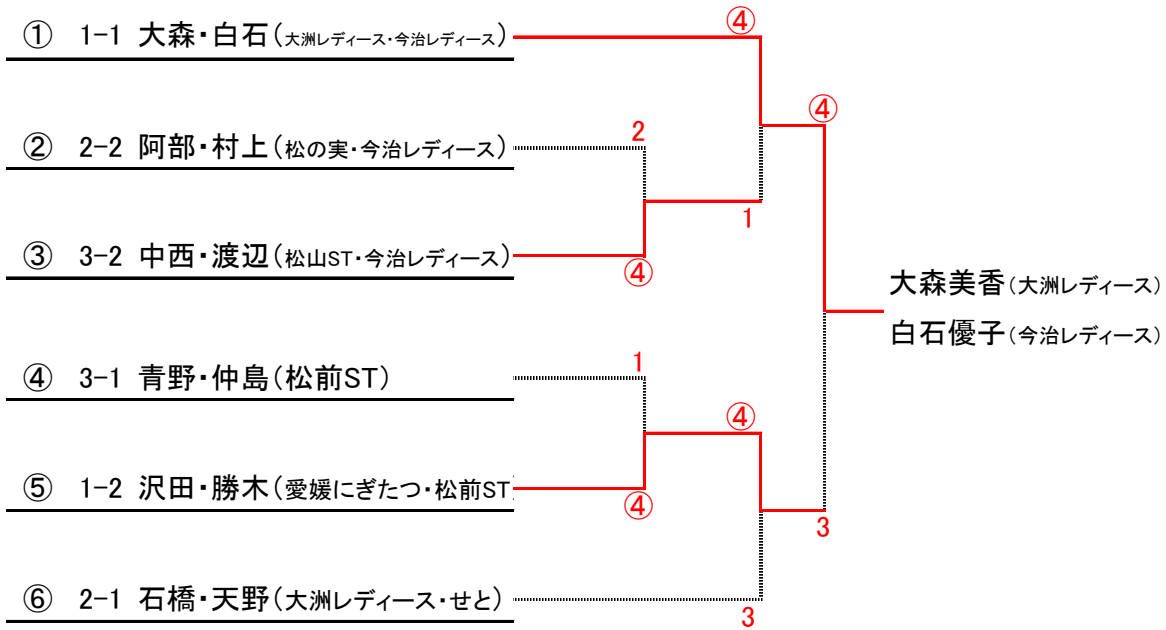 ④
① 1-1 大森・白石(大洲レディース・今治レディース)
④
2
② 2-2 阿部・村上(松の実・今治レディース)
1
③ 3-2 中西・渡辺(松山ST・今治レディース)
④
大森美香(大洲レディース)
白石優子(今治レディース)
1
④ 3-1 青野・仲島(松前ST)
④
⑤ 1-2 沢田・勝木(愛媛にぎたつ・松前ST
④
3
⑥ 2-1 石橋・天野(大洲レディース・せと)
3